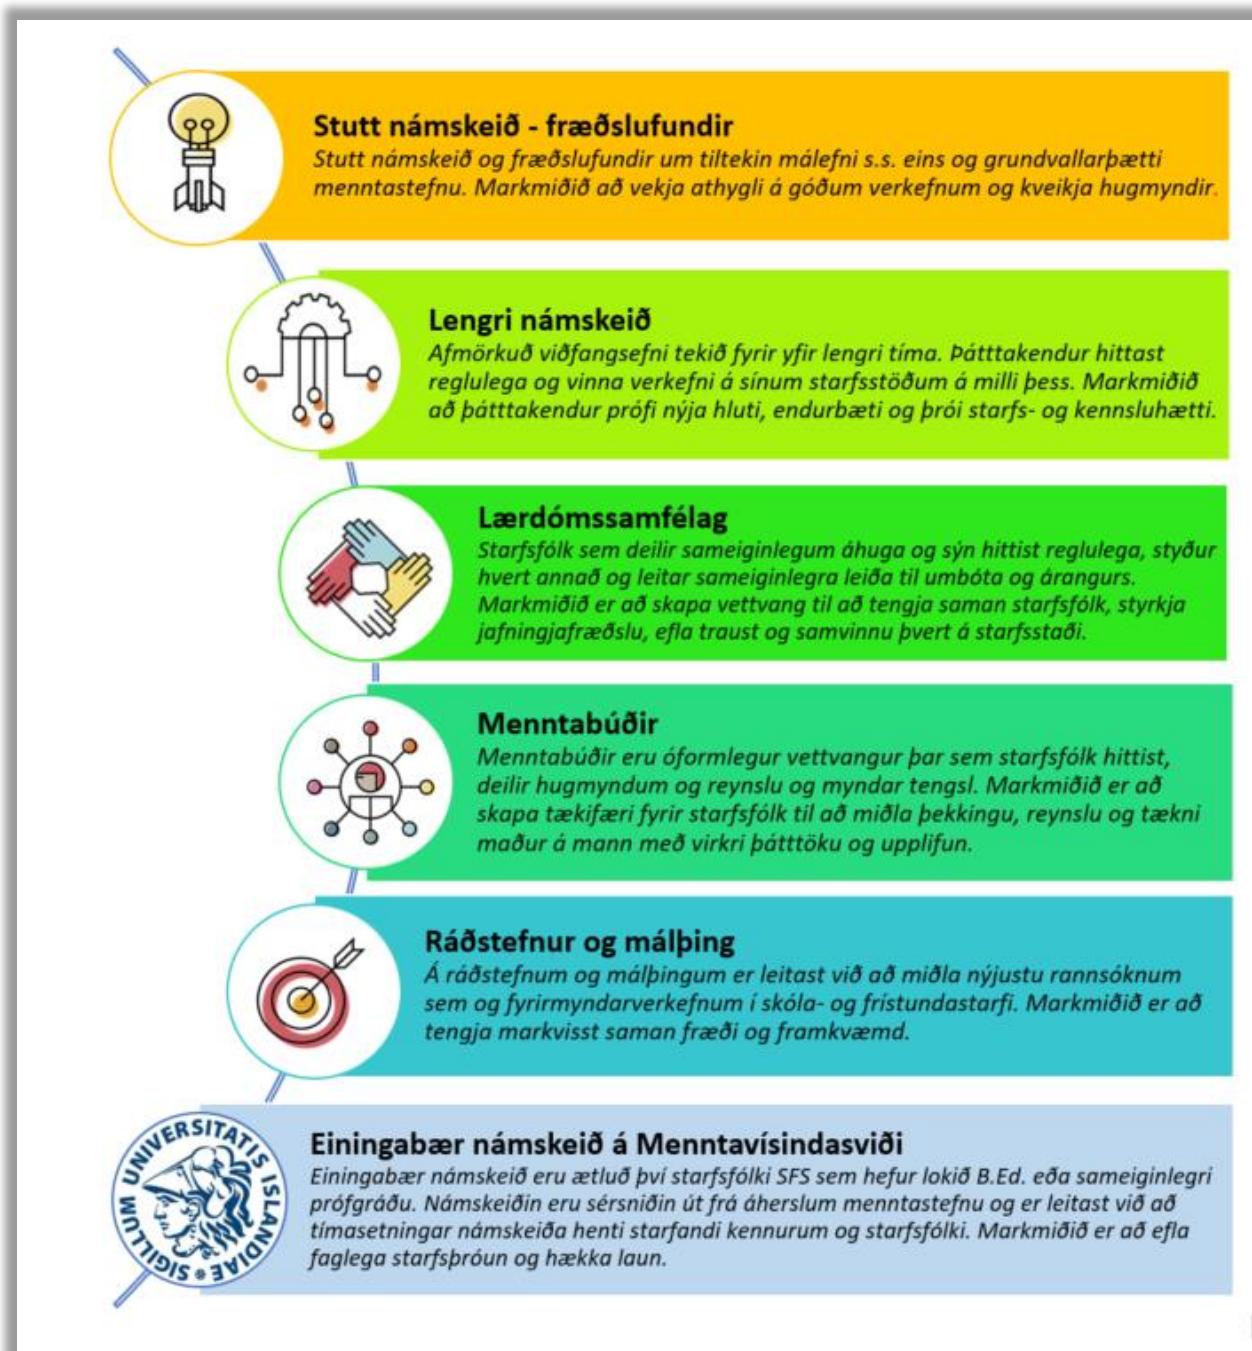 Stutt námskeið - fræðslufundir
Stutt námskeið og fræðslufundir um tiltekin málefni s.s. eins og grundvallarþætti
menntastefnu. Markmiðið að vekja athygli á góðum verkefnum og kveikja hugmyndir.
Lengri námskeið
Afmörkuð viðfangsefni tekið fyrir yfir lengri tíma. Þátttakendur hittast
reglulega og vinna verkefni á sínum starfsstöðum á milli þess. Markmiðið
að þátttakendur prófi nýja hluti, endurbæti og þrói starfs- og kennsluhætti.
Lærdómssamfélag
Starfsfólk sem deilir sameiginlegum áhuga og sýn hittist reglulega, styður
hvert annað og leitar sameiginlegra leiða til umbóta og árangurs.
Markmiðið er að skapa vettvang til að tengja saman starfsfólk, styrkja
jafningjafræðslu, efla traust og samvinnu þvert á starfsstaði.
Menntabúðir
Menntabúðir eru óformlegur vettvangur þar sem starfsfólk hittist,
deilir hugmyndum og reynslu og myndar tengsl. Markmiðið er að
skapa tækifæri fyrir starfsfólk til að miðla þekkingu, reynslu og tækni
maður á mann með virkri þátttöku og upplifun.
Ráðstefnur og málþing
Á ráðstefnum og málþingum er leitast við að miðla nýjustu rannsóknum
sem og fyrirmyndarverkefnum í skóla- og frístundastarfi. Markmiðið er að
tengja markvisst saman fræði og framkvæmd.
SIGILLUM UNIVERSITATIS ISLANDIAE
Einingabær námskeið á Menntavísindasviði
Einingabær námskeið eru ætluð því starfsfólki SFS sem hefur lokið B.Ed. eða sameiginlegri
prófgráðu. Námskeiðin eru sérsniðin út frá áherslum menntastefnu og er leitast við að
tímasetningar námskeiða henti starfandi kennurum og starfsfólki. Markmiðið er að efla
faglega starfsþróun og hækka laun.